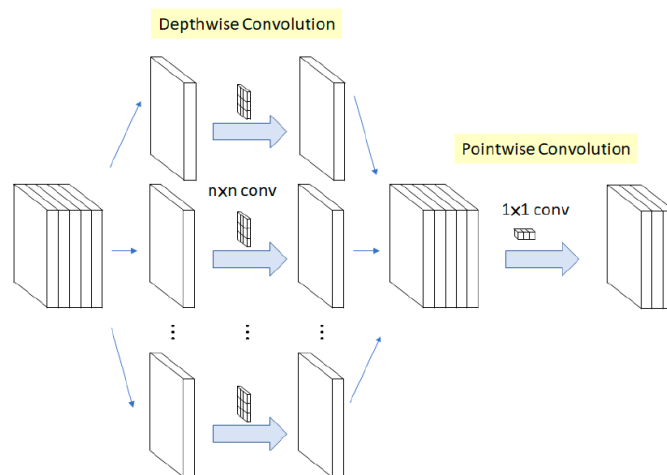 Depthwise Convolution
Pointwise Convolution
nxn conv
1x1 conv